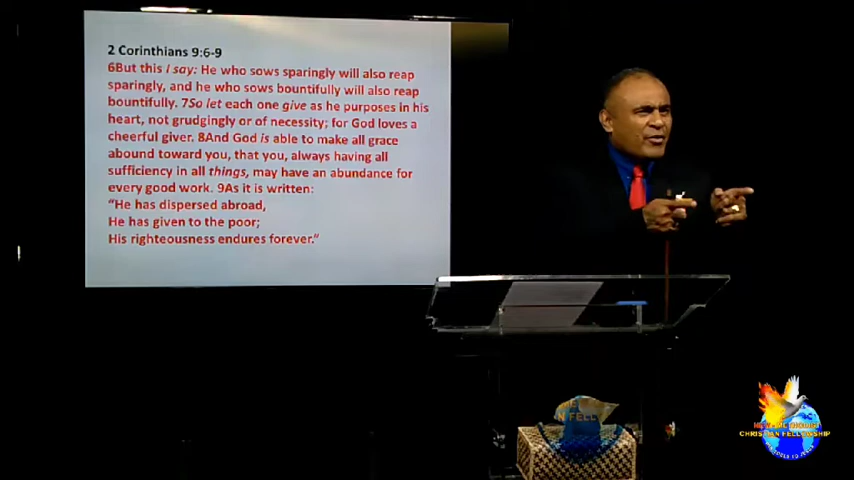 2 Corinthians 9:6-9
6But this I say: He who sows sparingly will also reap
sparingly, and he who sows bountifully will also reap
bountifully. 7So let each one give as he purposes in his
heart, not grudgingly or of necessity; for God loves a
cheerful giver. 8And God is able to make all grace
abound toward you, that you, always having all
sufficiency in all things, may have an abundance for
every good work. 9As it is written:
“He has dispersed abroad,
He has given to the poor;
His righteousness endures forever.”
CHRISTIAN FELLOWSHIP